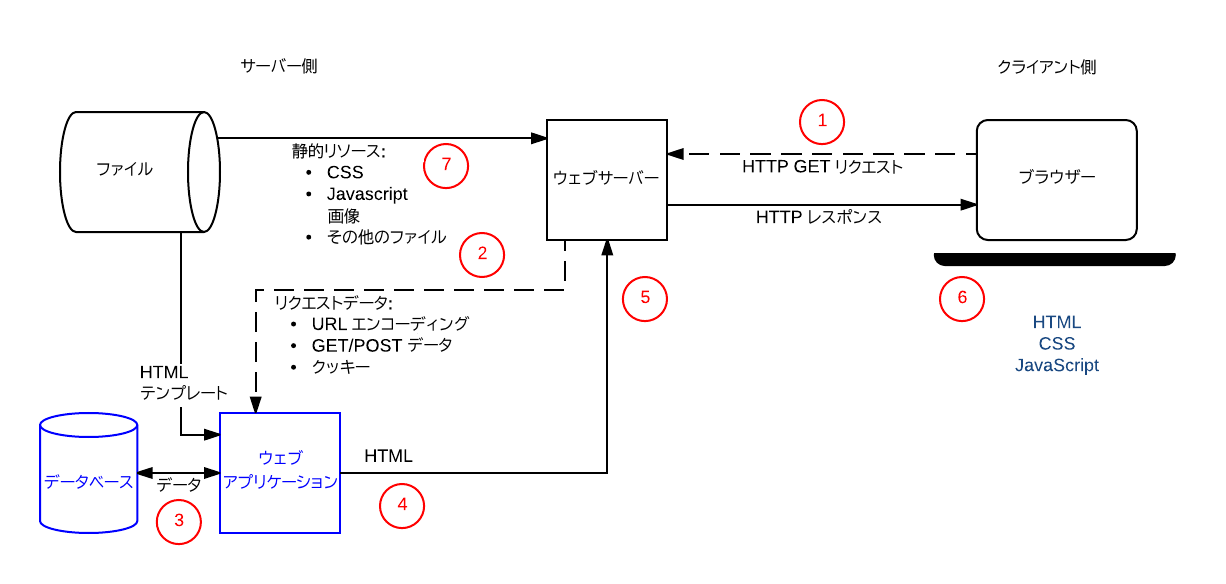 サーバー側
クライアント側
1
ファイル
静的リソース:
• CSS
• Javascript
画像
• その他のファイル
7
ウェブサーバー
HTTP GET リクエスト
HTTP レスポンス
ブラウザー
2
リクエストデータ:
• URL エンコーディング
• GET/POST データ
• クッキー
5
6
HTML
CSS
JavaScript
HTML
テンプレート
データベース
データ
3
ウェブ
アプリケーション
HTML
4